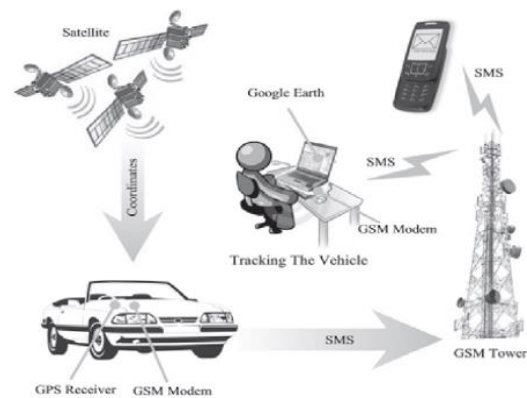 Satellite
SMS
Google Earth
SMS
Coordinates
GSM Modem
Tracking The Vehicle
SMS
GSM Tower
GPS Receiver
GSM Modem